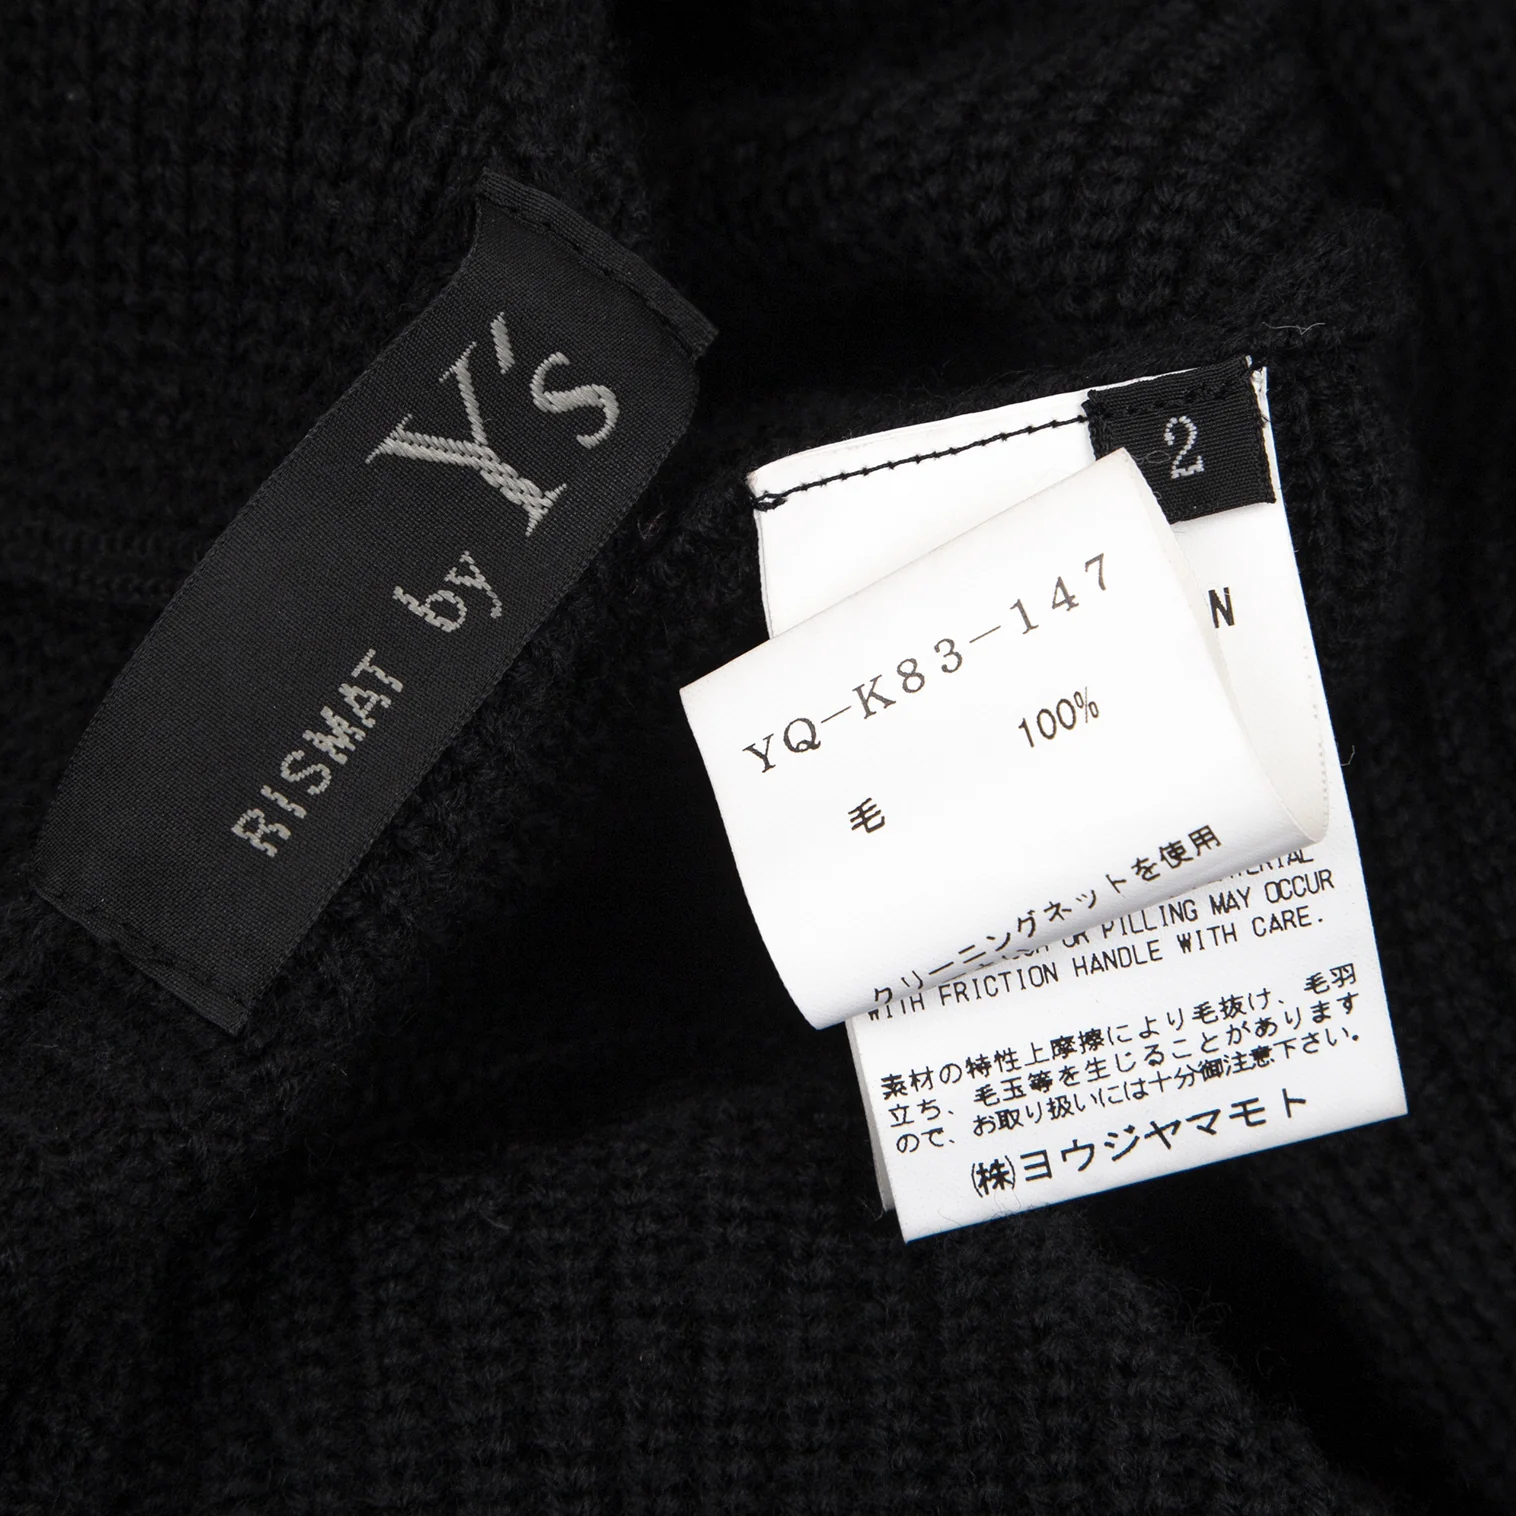 Y's
by
RISMAT
2
N
YQ-K83-147
毛 100%
クリーニングネットを使用
OR PILLING MAY OCCUR
WITH FRICTION HANDLE WITH CARE.
素材の特性上摩擦により毛抜け、毛羽
立ち、毛玉等を生じることがあります
ので、お取り扱いには十分御注意下さい。
(株)ヨウジヤマモト